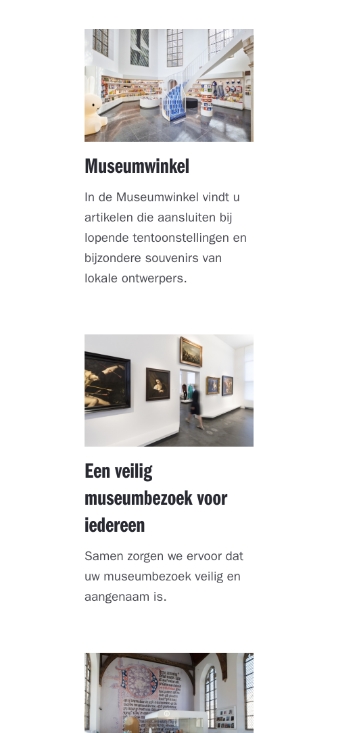 Museumwinkel
In de Museumwinkel vindt u
artikelen die aansluiten bij
lopende tentoonstellingen en
bijzondere souvenirs van
lokale ontwerpers.
Een veilig
museumbezoek voor
iedereen
Samen zorgen we ervoor dat
uw museumbezoek veilig en
aangenaam is.